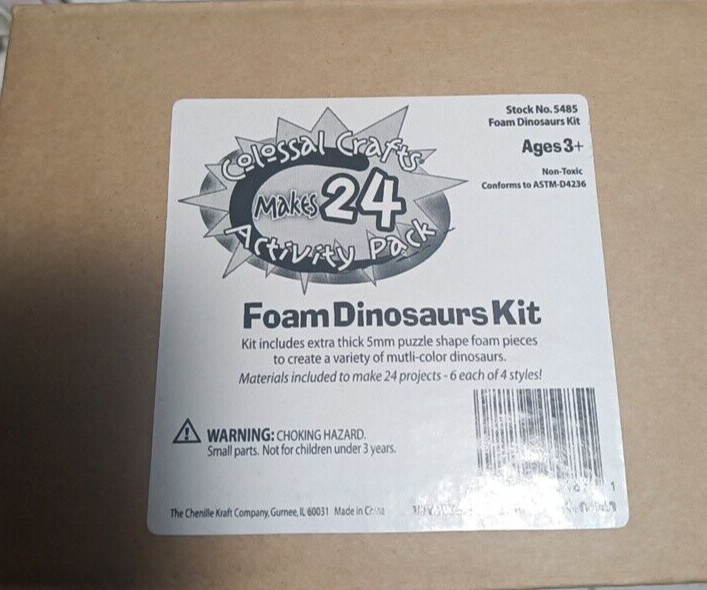 Colossal Crafts
Makes 24
Activity Pack
Stock No. 5485
Foam Dinosaurs Kit
Ages 3+
Non-Toxic
Conforms to ASTM-D4236
Foam Dinosaurs Kit
Kit includes extra thick 5mm puzzle shape foam pieces
to create a variety of mutli-color dinosaurs.
Materials included to make 24 projects - 6 each of 4 styles!
WARNING: CHOKING HAZARD.
Small parts. Not for children under 3 years.
The Chenille Kraft Company, Gurnee, IL 60031 Made in China